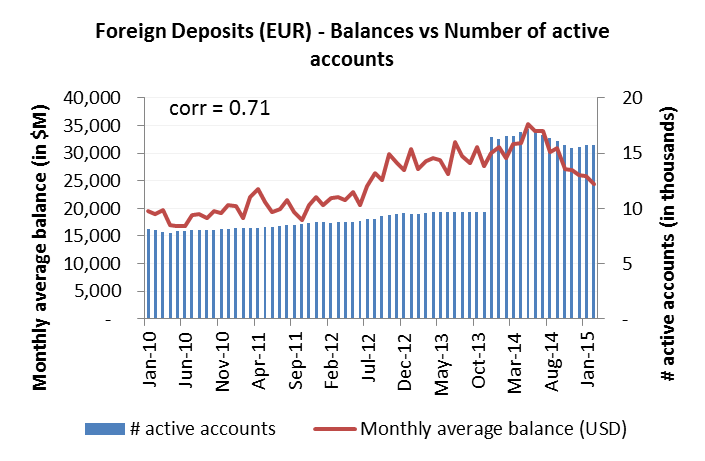 Foreign Deposits (EUR) - Balances vs Number of active
accounts
corr = 0.71
Monthly average balance (in $M)
40,000
35,000
30,000
25,000
20,000
15,000
10,000
5,000
-
20
15
10
5
-
# active accounts (in thousands)
Jan-10
Jun-10
Nov-10
Apr-11
Sep-11
Feb-12
Jul-12
Dec-12
May-13
Oct-13
Mar-14
Aug-14
Jan-15
# active accounts
Monthly average balance (USD)